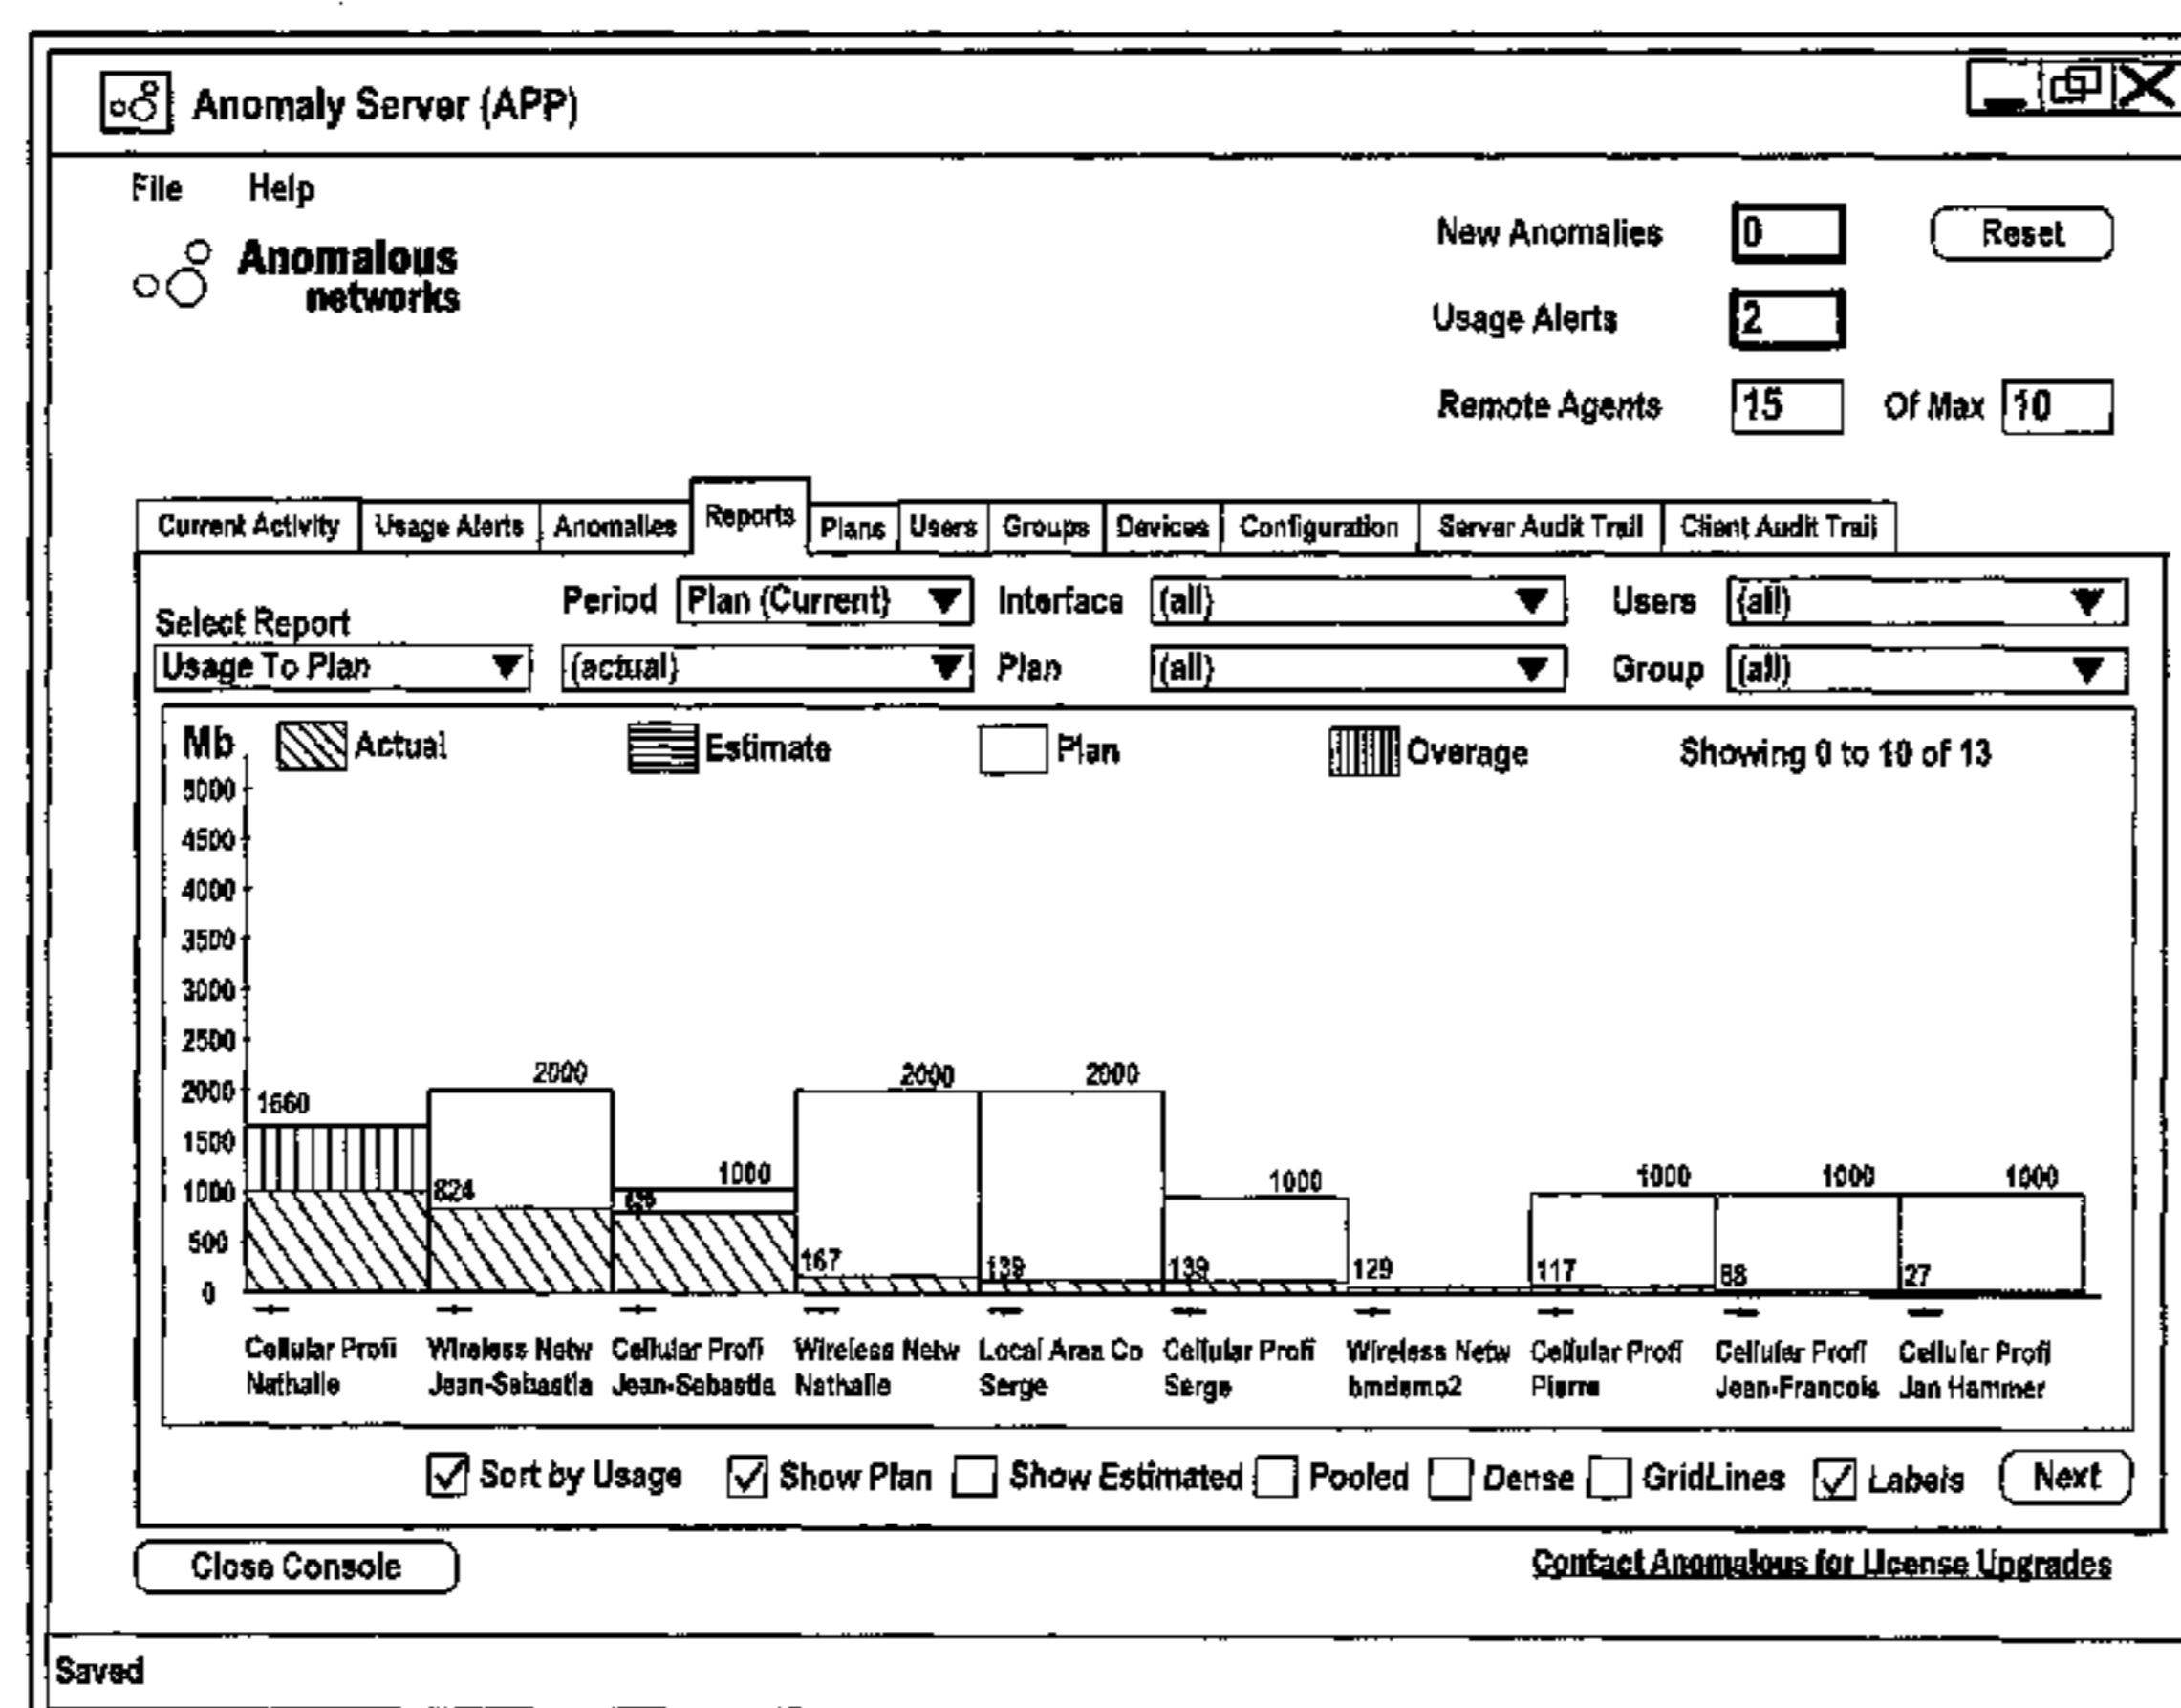 Anomaly Server (APP)
File Help
Anomalous
networks
New Anomalies 0 Reset
Usage Alerts 2
Remote Agents 15 Of Max 10
Current Activity Usage Alerts Anomalies Reports Plans Users Groups Devices Configuration Server Audit Trail Client Audit Trail
Period Plan (Current) Interface (all) Users (all)
Select Report
Usage To Plan (actual) Plan (all) Group (all)
Mb Actual Estimate Plan Overage Showing 0 to 10 of 13
5000
4500
4000
3500
3000
2500
2000 1660 2000 2000 2000
1500
1000 824 1000 1000 1000 1000 1000
500 167 139 139 129 117 88 27
0
Cellular Profi Wireless Netw Cellular Profi Wireless Netw Local Area Co Cellular Profi Wireless Netw Cellular Profi Cellular Profi Cellular Profi
Nathalie Jean-Sebastia Jean-Sebastia Nathalie Serge Serge bmdemo2 Pierre Jean-Francois Jan Hammer
Sort by Usage Show Plan Show Estimated Pooled Dense GridLines Labels Next
Close Console Contact Anomalous for License Upgrades
Saved